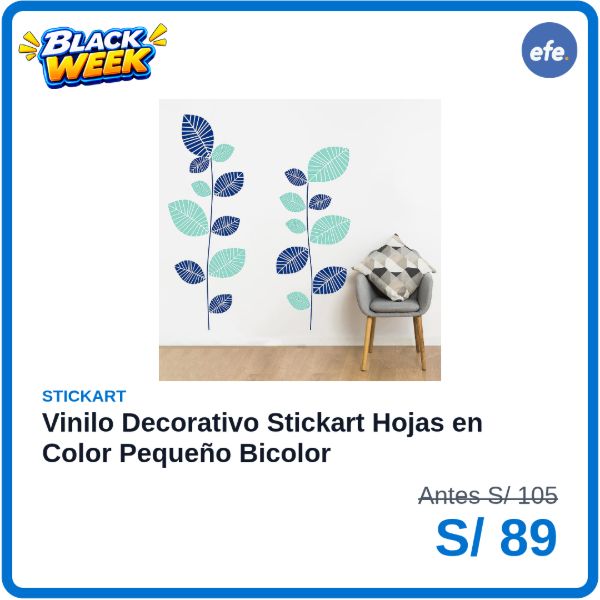 BLACK
WEEK
efe.
STICKART
Vinilo Decorativo Stickart Hojas en
Color Pequeño Bicolor
Antes S/ 105
S/ 89